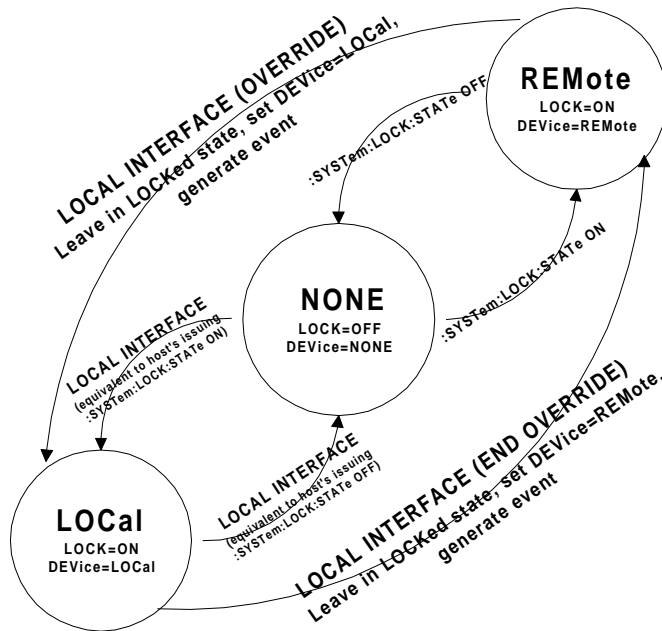 LOCAL INTERFACE (OVERRIDE)
Leave in LOCKed state, set DEVice=LOCal,
generate event
REMote
LOCK=ON
DEVice=REMote
:SYSTem:LOCK:STATe OFF
NONE
LOCK=OFF
DEVice=NONE
:SYSTem:LOCK:STATe ON
LOCAL INTERFACE
(equivalent to host's issuing
:SYSTem:LOCK:STATe ON)
LOCal
LOCK=ON
DEVice=LOCal
LOCAL INTERFACE
(equivalent to host's issuing
:SYSTem:LOCK:STATe OFF)
LOCAL INTERFACE (END OVERRIDE)
Leave in LOCKed state, set DEVice=REMote,
generate event